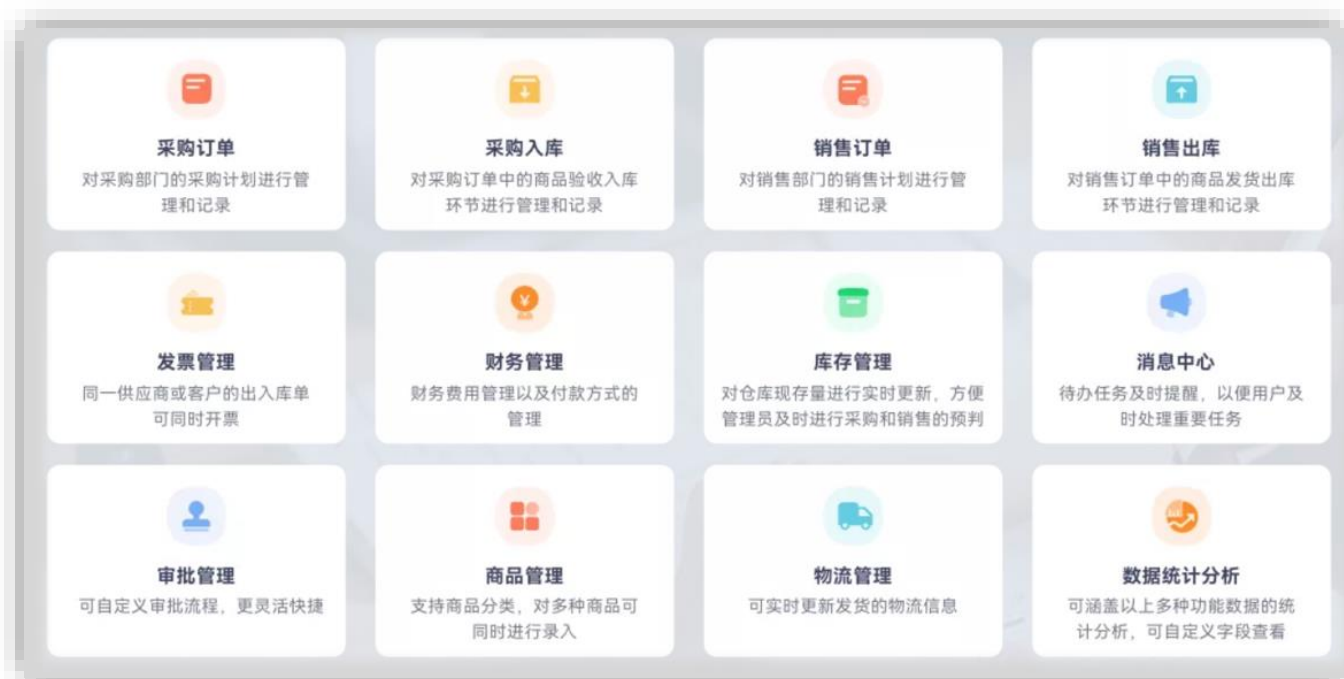 采购订单
对采购部门的采购计划进行管
理和记录
采购入库
对采购订单中的商品验收入库
环节进行管理和记录
销售订单
对销售部门的销售计划进行管
理和记录
销售出库
对销售订单中的商品发货出库
环节进行管理和记录
发票管理
同一供应商或客户的出入库单
可同时开票
财务管理
财务费用管理以及付款方式的
管理
库存管理
对仓库现存量进行实时更新，方便
管理员及时进行采购和销售的预判
消息中心
待办任务及时提醒，以便用户及
时处理重要任务
审批管理
可自定义审批流程，更灵活快捷
商品管理
支持商品分类，对多种商品可
同时进行录入
物流管理
可实时更新发货的物流信息
数据统计分析
可涵盖以上多种功能数据的统
计分析，可自定义字段查看